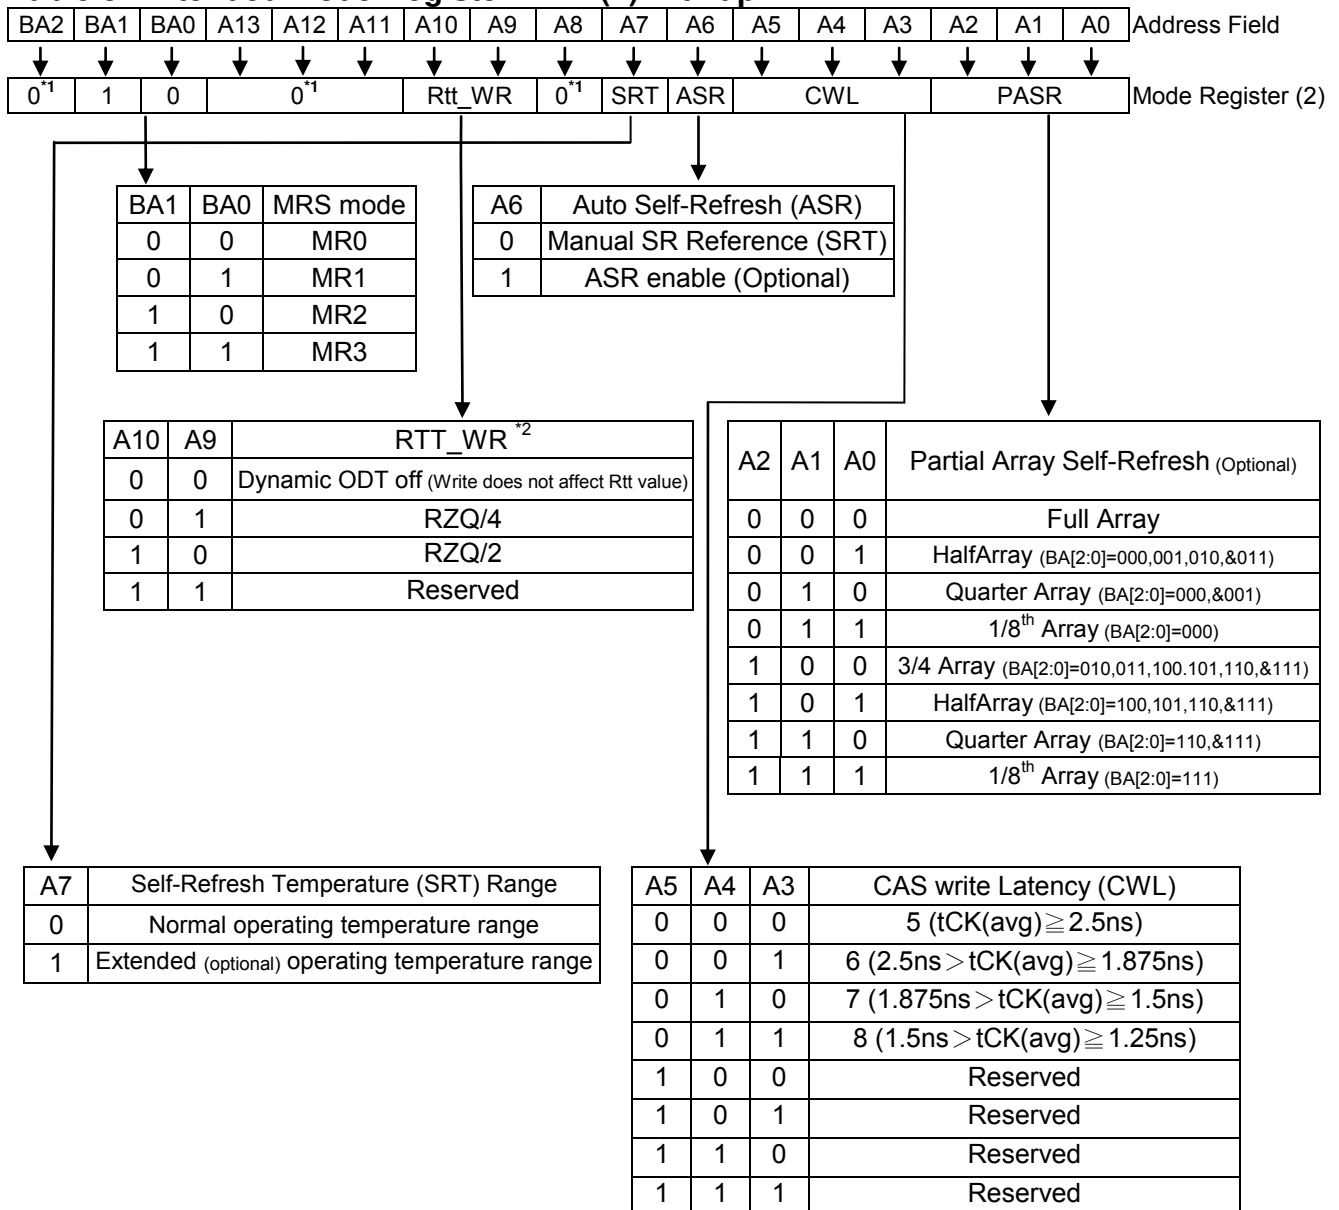 BA2 BA1 BA0 A13 A12 A11 A10 A9 A8 A7 A6 A5 A4 A3 A2 A1 A0 Address Field
0*1 1 0 0*1 Rtt_WR 0*1 SRT ASR CWL PASR Mode Register (2)
BA1 BA0 MRS mode
0 0 MR0
0 1 MR1
1 0 MR2
1 1 MR3
A6 Auto Self-Refresh (ASR)
0 Manual SR Reference (SRT)
1 ASR enable (Optional)
A10 A9 RTT_WR *2
0 0 Dynamic ODT off (Write does not affect Rtt value)
0 1 RZQ/4
1 0 RZQ/2
1 1 Reserved
A2 A1 A0 Partial Array Self-Refresh (Optional)
0 0 0 Full Array
0 0 1 HalfArray (BA[2:0]=000,001,010,&011)
0 1 0 Quarter Array (BA[2:0]=000,&001)
0 1 1 1/8th Array (BA[2:0]=000)
1 0 0 3/4 Array (BA[2:0]=010,011,100.101,110,&111)
1 0 1 HalfArray (BA[2:0]=100,101,110,&111)
1 1 0 Quarter Array (BA[2:0]=110,&111)
1 1 1 1/8th Array (BA[2:0]=111)
A7 Self-Refresh Temperature (SRT) Range
0 Normal operating temperature range
1 Extended (optional) operating temperature range
A5 A4 A3 CAS write Latency (CWL)
0 0 0 5 (tCK(avg)≧2.5ns)
0 0 1 6 (2.5ns＞tCK(avg)≧1.875ns)
0 1 0 7 (1.875ns＞tCK(avg)≧1.5ns)
0 1 1 8 (1.5ns＞tCK(avg)≧1.25ns)
1 0 0 Reserved
1 0 1 Reserved
1 1 0 Reserved
1 1 1 Reserved